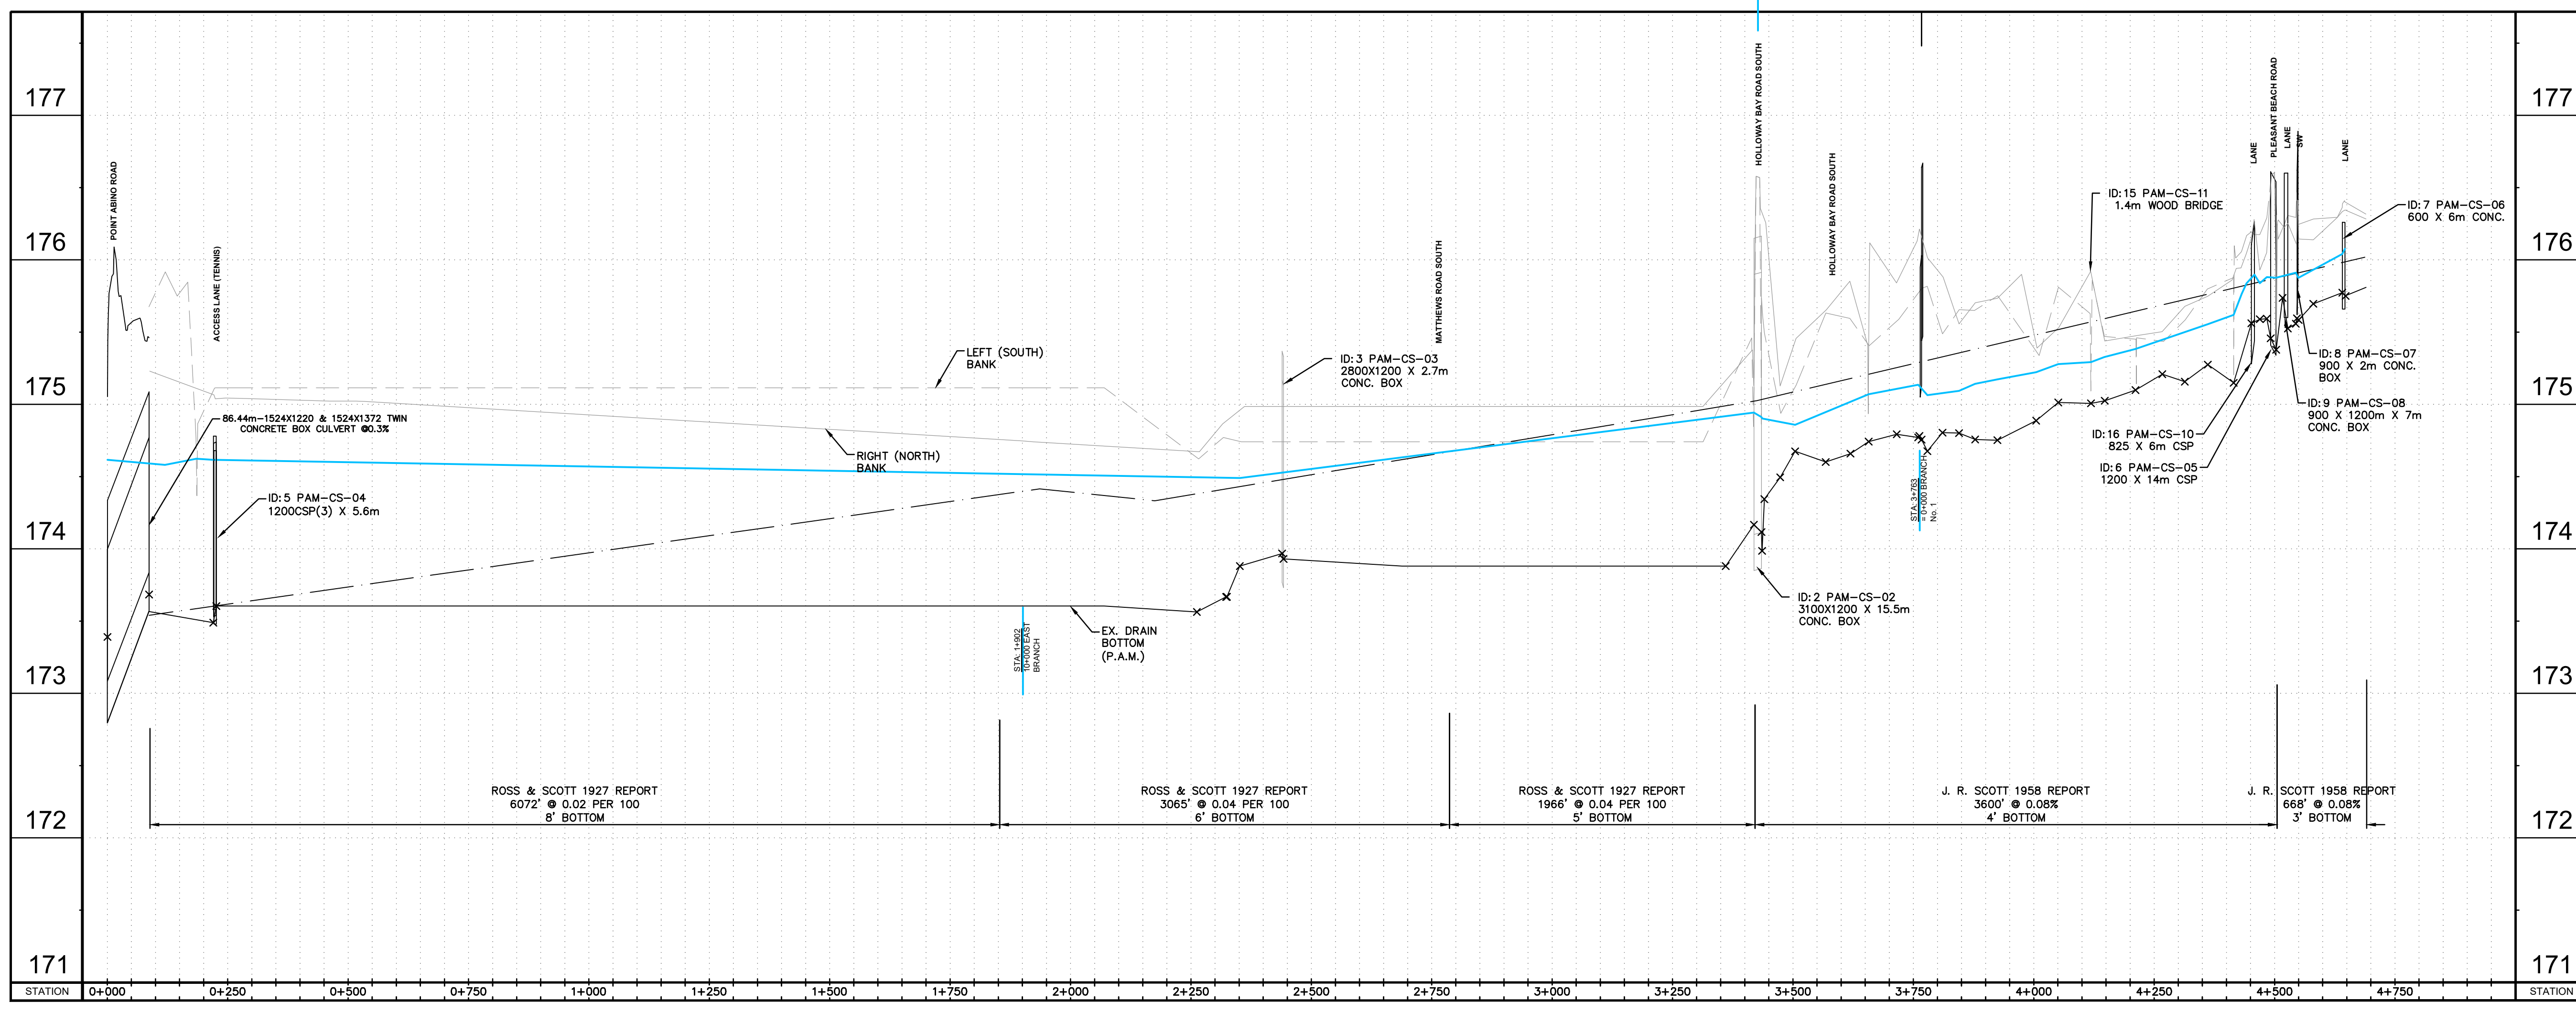 177
176
175
174
173
172
171
STATION
177
176
175
174
173
172
171
STATION
POINT ABINO ROAD
ACCESS LANE (TENNIS)
MATTHEWS ROAD SOUTH
HOLLOWAY BAY ROAD SOUTH
HOLLOWAY BAY ROAD SOUTH
LANE
PLEASANT BEACH ROAD
LANE
SW
LANE
86.44m-1524X1220 & 1524X1372 TWIN
CONCRETE BOX CULVERT @0.3%
ID:5 PAM-CS-04
1200CSP(3) X 5.6m
LEFT (SOUTH)
BANK
RIGHT (NORTH)
BANK
ID:3 PAM-CS-03
2800X1200 X 2.7m
CONC. BOX
EX. DRAIN
BOTTOM
(P.A.M.)
STA: 1+902
10+000 EAST
BRANCH
ID:2 PAM-CS-02
3100X1200 X 15.5m
CONC. BOX
STA: 3+763
= 0+000 BRANCH
No. 1
ID:15 PAM-CS-11
1.4m WOOD BRIDGE
ID:7 PAM-CS-06
600 X 6m CONC.
ID:8 PAM-CS-07
900 X 2m CONC.
BOX
ID:9 PAM-CS-08
900 X 1200m X 7m
CONC. BOX
ID:16 PAM-CS-10
825 X 6m CSP
ID:6 PAM-CS-05
1200 X 14m CSP
ROSS & SCOTT 1927 REPORT
6072' @ 0.02 PER 100
8' BOTTOM
ROSS & SCOTT 1927 REPORT
3065' @ 0.04 PER 100
6' BOTTOM
ROSS & SCOTT 1927 REPORT
1966' @ 0.04 PER 100
5' BOTTOM
J. R. SCOTT 1958 REPORT
3600' @ 0.08%
4' BOTTOM
J. R. SCOTT 1958 REPORT
668' @ 0.08%
3' BOTTOM
0+000 0+250 0+500 0+750 1+000 1+250 1+500 1+750 2+000 2+250 2+500 2+750 3+000 3+250 3+500 3+750 4+000 4+250 4+500 4+750